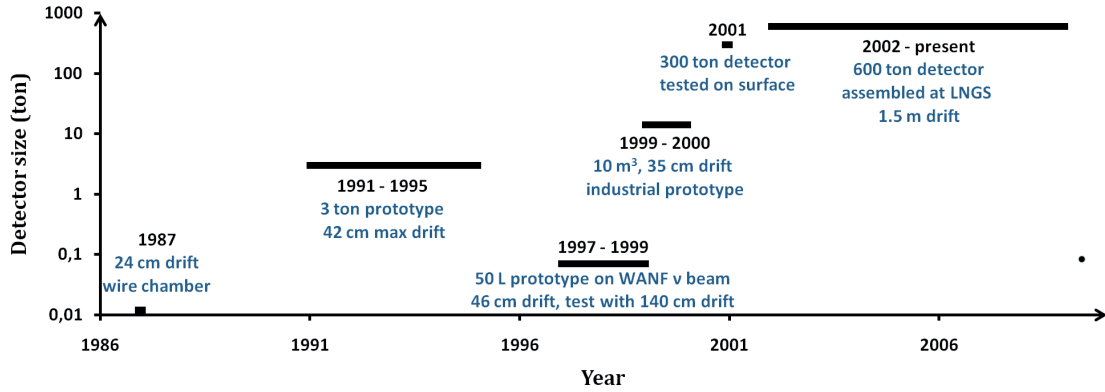 1000
100
10
1
0,1
0,01
Detector size (ton)
1987
24 cm drift
wire chamber
1991 - 1995
3 ton prototype
42 cm max drift
1997 - 1999
50 L prototype on WANF ν beam
46 cm drift, test with 140 cm drift
1999 - 2000
10 m³, 35 cm drift
industrial prototype
2001
300 ton detector
tested on surface
2002 - present
600 ton detector
assembled at LNGS
1.5 m drift
1986 1991 1996 2001 2006
Year